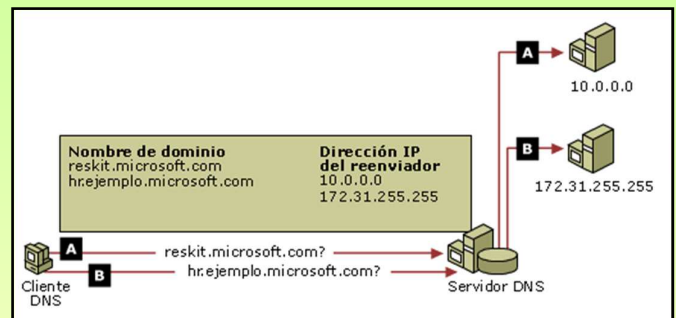 A
10.0.0.0
Nombre de dominio
reskit.microsoft.com
hr.ejemplo.microsoft.com
Dirección IP
del reenviador
10.0.0.0
172.31.255.255
B
172.31.255.255
A
reskit.microsoft.com?
B
hr.ejemplo.microsoft.com?
Cliente
DNS
Servidor DNS